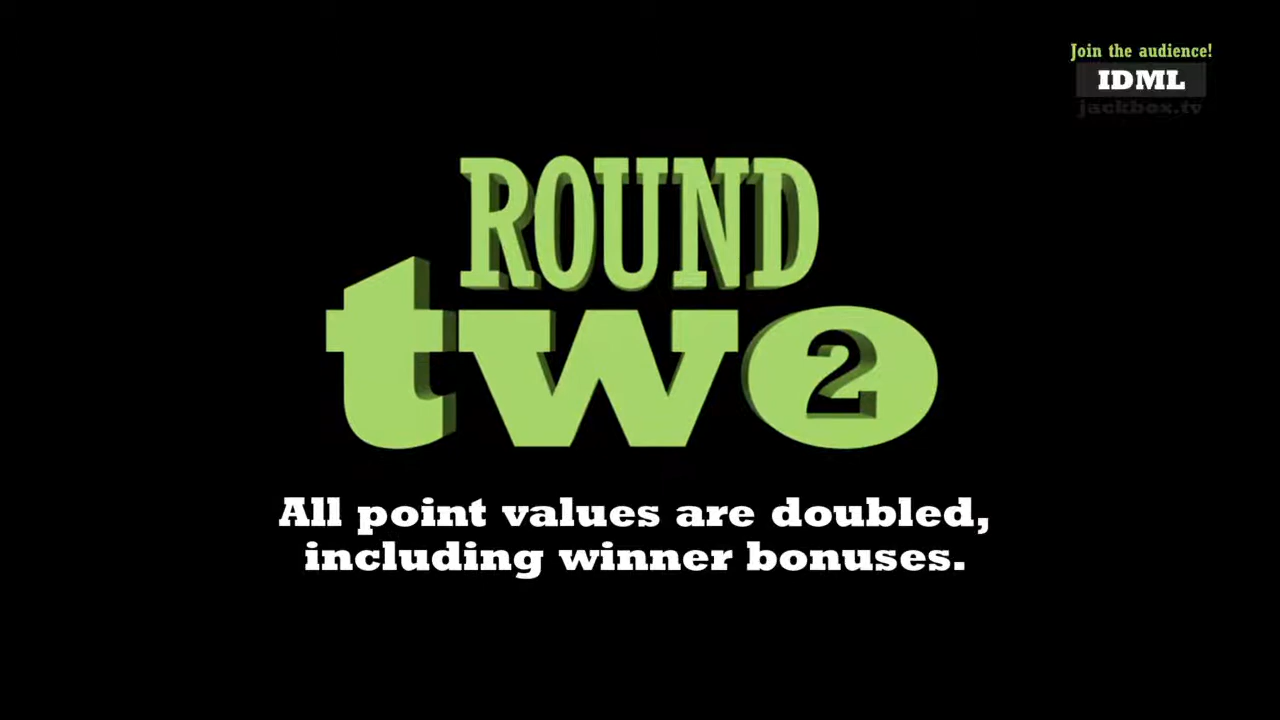 Join the audience!
IDML
jackbox.tv
ROUND
two
2
All point values are doubled,
including winner bonuses.